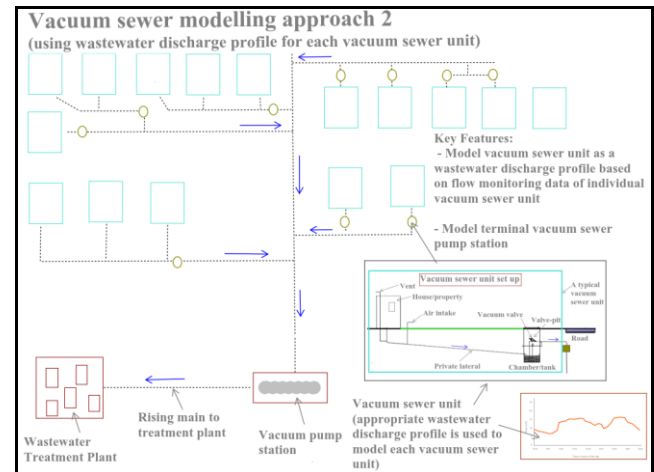 Vacuum sewer modelling approach 2
(using wastewater discharge profile for each vacuum sewer unit)
Key Features:
- Model vacuum sewer unit as a
wastewater discharge profile based
on flow monitoring data of individual
vacuum sewer unit
- Model terminal vacuum sewer
pump station
Vacuum sewer unit set up
Vent
House/property
Air intake
Vacuum valve
Valve-pit
Road
Private lateral
Chamber/tank
A typical
vacuum
sewer unit
Wastewater
Treatment Plant
Rising main to
treatment plant
Vacuum pump
station
Vacuum sewer unit
(appropriate wastewater
discharge profile is used to
model each vacuum sewer
unit)